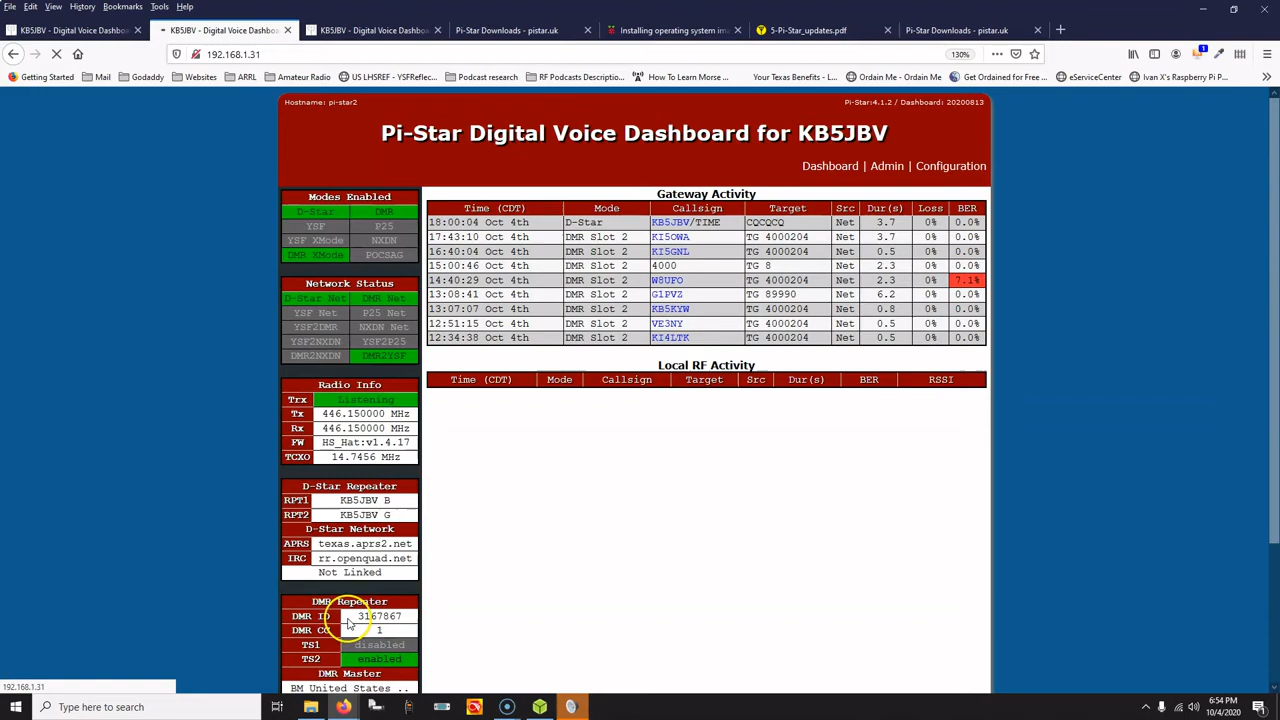 File Edit View History Bookmarks Tools Help
KB5JBV - Digital Voice Dashboa
KB5JBV - Digital Voice Dashboa
KB5JBV - Digital Voice Dashboa
Pi-Star Downloads - pistar.uk
Installing operating system im
5-Pi-Star_updates.pdf
Pi-Star Downloads - pistar.uk
192.168.1.31
130%
Getting Started Mail Godaddy Websites ARRL Amateur Radio US LHSREF - YSFReflec... Podcast research RF Podcasts Descriptio... How To Learn Morse ... Your Texas Benefits - L... Ordain Me - Ordain Me Get Ordained for Free ... eServiceCenter Ivan X's Raspberry Pi P...
Hostname: pi-star2
Pi-Star:4.1.2 / Dashboard: 20200813
Pi-Star Digital Voice Dashboard for KB5JBV
Dashboard | Admin | Configuration
Modes Enabled
D-Star DMR
YSF P25
YSF XMode NXDN
DMR XMode POCSAG
Network Status
D-Star Net DMR Net
YSF Net P25 Net
YSF2DMR NXDN Net
YSF2NXDN YSF2P25
DMR2NXDN DMR2YSF
Radio Info
Trx Listening
Tx 446.150000 MHz
Rx 446.150000 MHz
FW HS_Hat:v1.4.17
TCXO 14.7456 MHz
D-Star Repeater
RPT1 KB5JBV B
RPT2 KB5JBV G
D-Star Network
APRS texas.aprs2.net
IRC rr.openquad.net
Not Linked
DMR Repeater
DMR ID 3167867
DMR CC 1
TS1 disabled
TS2 enabled
DMR Master
BM United States ..
Gateway Activity
Time (CDT) Mode Callsign Target Src Dur(s) Loss BER
18:00:04 Oct 4th D-Star KB5JBV/TIME CQCQCQ Net 3.7 0% 0.0%
17:43:10 Oct 4th DMR Slot 2 KI5OWA TG 4000204 Net 3.7 0% 0.0%
16:40:04 Oct 4th DMR Slot 2 KI5GNL TG 4000204 Net 0.5 0% 0.0%
15:00:46 Oct 4th DMR Slot 2 4000 TG 8 Net 2.3 0% 0.0%
14:40:29 Oct 4th DMR Slot 2 W8UFO TG 4000204 Net 2.3 0% 7.1%
13:08:41 Oct 4th DMR Slot 2 G1PVZ TG 89990 Net 6.2 0% 0.0%
13:07:07 Oct 4th DMR Slot 2 KB5KYW TG 4000204 Net 0.8 0% 0.0%
12:51:15 Oct 4th DMR Slot 2 VE3NY TG 4000204 Net 0.5 0% 0.0%
12:34:38 Oct 4th DMR Slot 2 KI4LTK TG 4000204 Net 0.5 0% 0.0%
Local RF Activity
Time (CDT) Mode Callsign Target Src Dur(s) BER RSSI
192.168.1.31
Type here to search
6:54 PM
10/4/2020